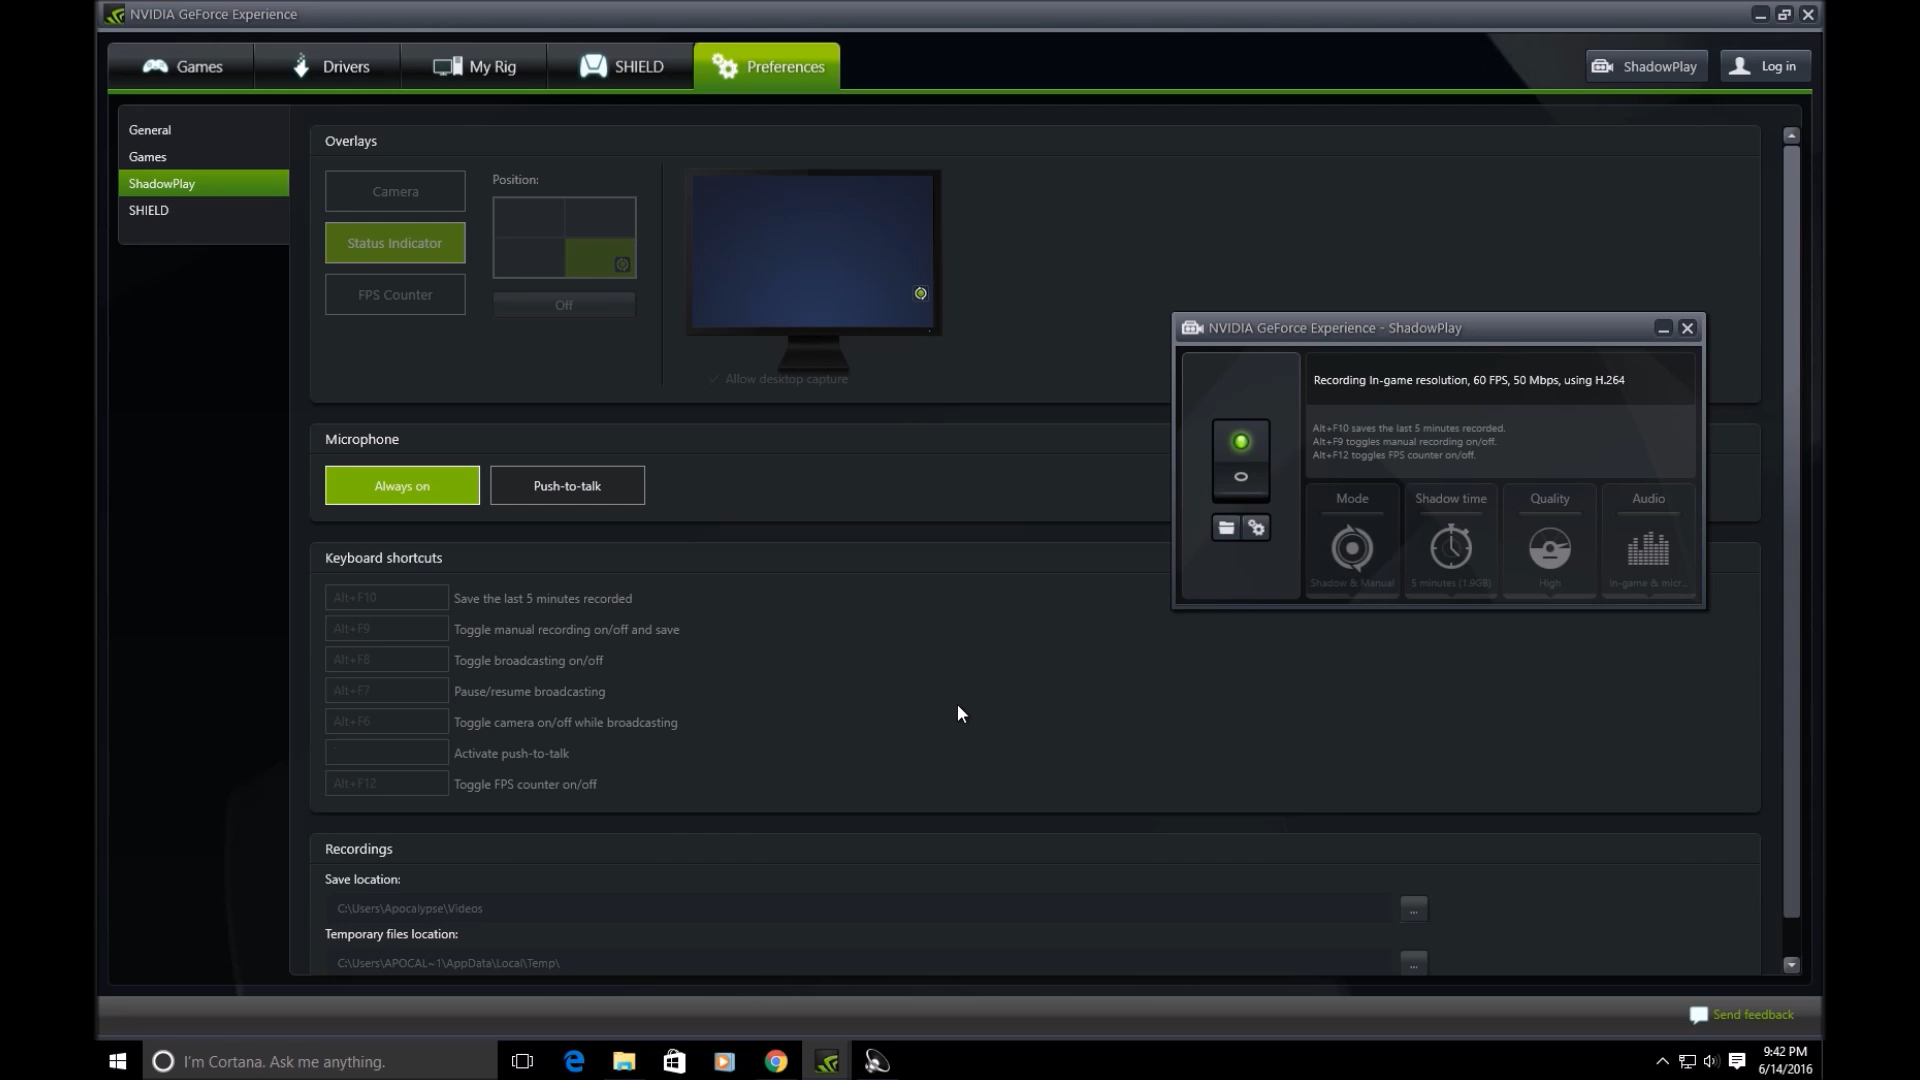 NVIDIA GeForce Experience
Games
Drivers
My Rig
SHIELD
Preferences
ShadowPlay
Log in
General
Games
ShadowPlay
SHIELD
Overlays
Camera
Status Indicator
FPS Counter
Position:
Off
Allow desktop capture
Microphone
Always on
Push-to-talk
Keyboard shortcuts
Alt+F10 Save the last 5 minutes recorded
Alt+F9 Toggle manual recording on/off and save
Alt+F8 Toggle broadcasting on/off
Alt+F7 Pause/resume broadcasting
Alt+F6 Toggle camera on/off while broadcasting
Activate push-to-talk
Alt+F12 Toggle FPS counter on/off
Recordings
Save location:
C:\Users\Apocalypse\Videos
...
Temporary files location:
C:\Users\APOCAL~1\AppData\Local\Temp\
...
NVIDIA GeForce Experience - ShadowPlay
Recording In-game resolution, 60 FPS, 50 Mbps, using H.264
Alt+F10 saves the last 5 minutes recorded.
Alt+F9 toggles manual recording on/off.
Alt+F12 toggles FPS counter on/off.
Mode
Shadow time
Quality
Audio
Shadow & Manual
5 minutes (1.9GB)
High
In-game & micr...
Send feedback
I'm Cortana. Ask me anything.
9:42 PM
6/14/2016